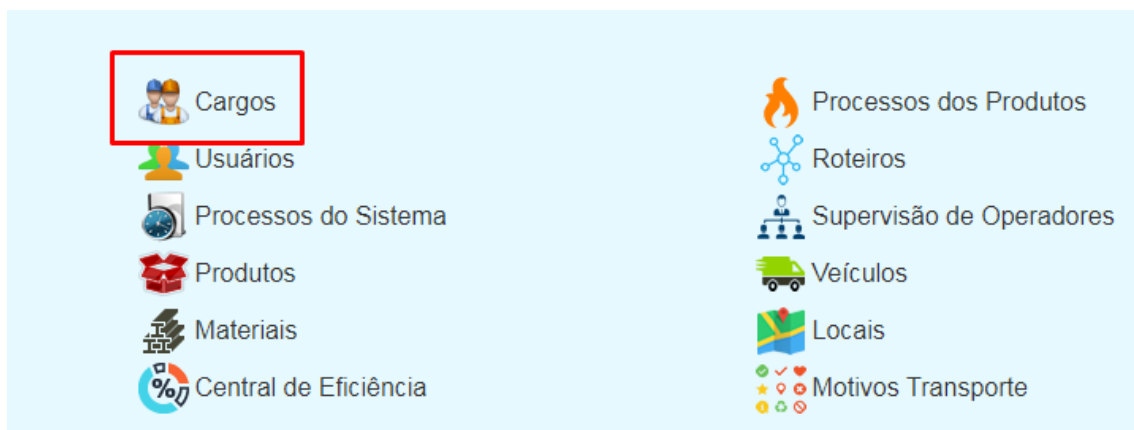 Cargos
Usuários
Processos do Sistema
Produtos
Materiais
Central de Eficiência
Processos dos Produtos
Roteiros
Supervisão de Operadores
Veículos
Locais
Motivos Transporte